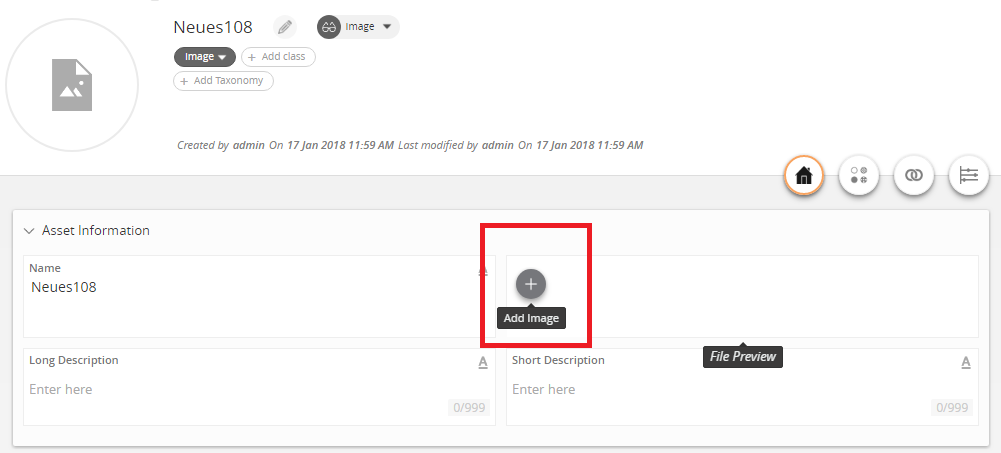 Neues108
Image
Image
+ Add class
+ Add Taxonomy
Created by admin On 17 Jan 2018 11:59 AM Last modified by admin On 17 Jan 2018 11:59 AM
Asset Information
Name
A
Neues108
Add Image
File Preview
Long Description
A
Enter here
0/999
Short Description
A
Enter here
0/999